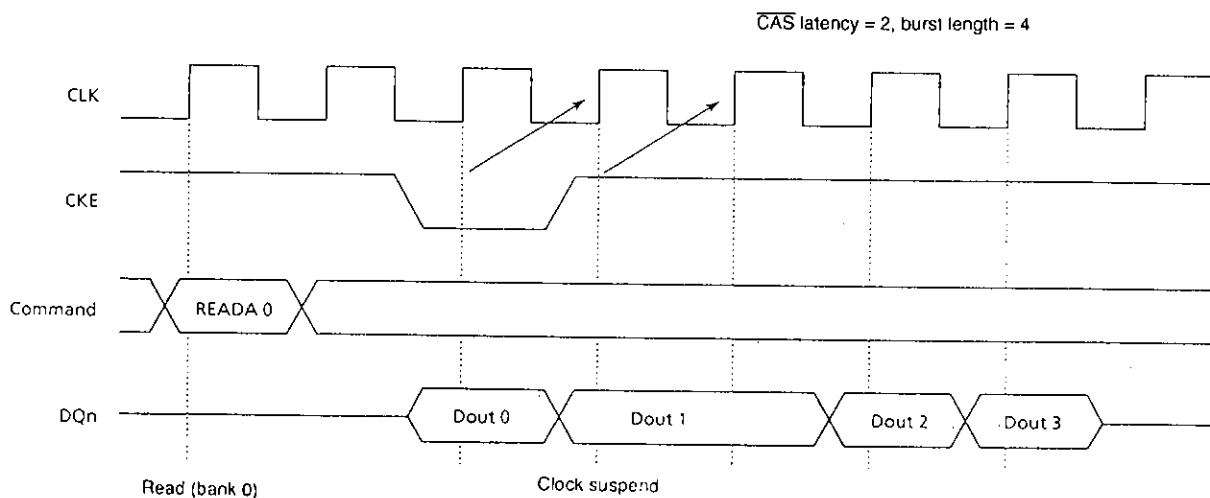 CAS latency = 2, burst length = 4
CLK
CKE
Command
READA 0
DQn
Dout 0
Dout 1
Dout 2
Dout 3
Read (bank 0)
Clock suspend